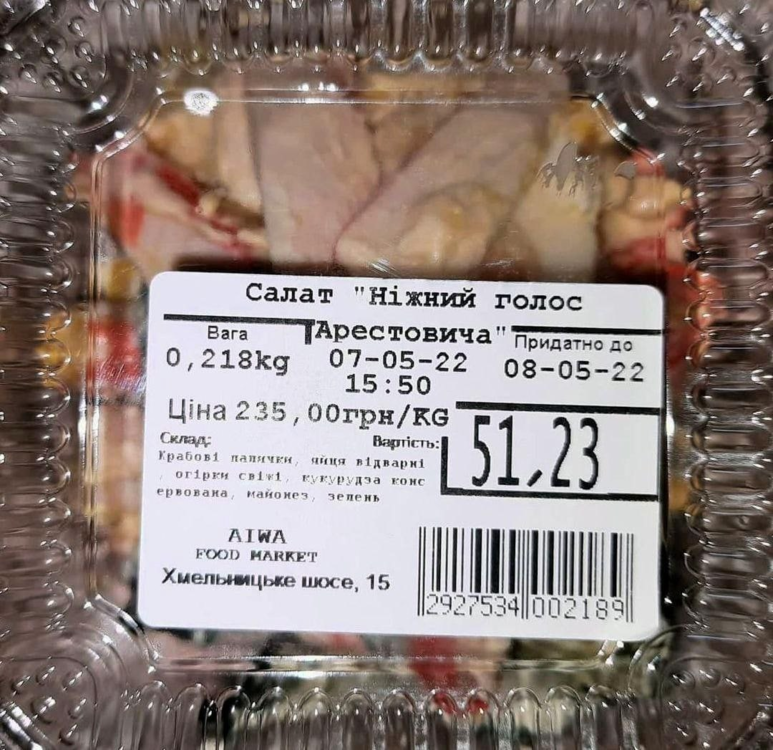 Салат "Ніжний голос
Арестовича"
Вага
Придатно до
0,218kg 07-05-22 08-05-22
15:50
Ціна 235,00грн/KG
Склад:
Вартість:
51,23
Крабові палички, яйця відварні
, огірки свіжі, кукурудза конс
ервована, майонез, зелень
AIWA
FOOD MARKET
Хмельницьке шосе, 15
2927534 002189